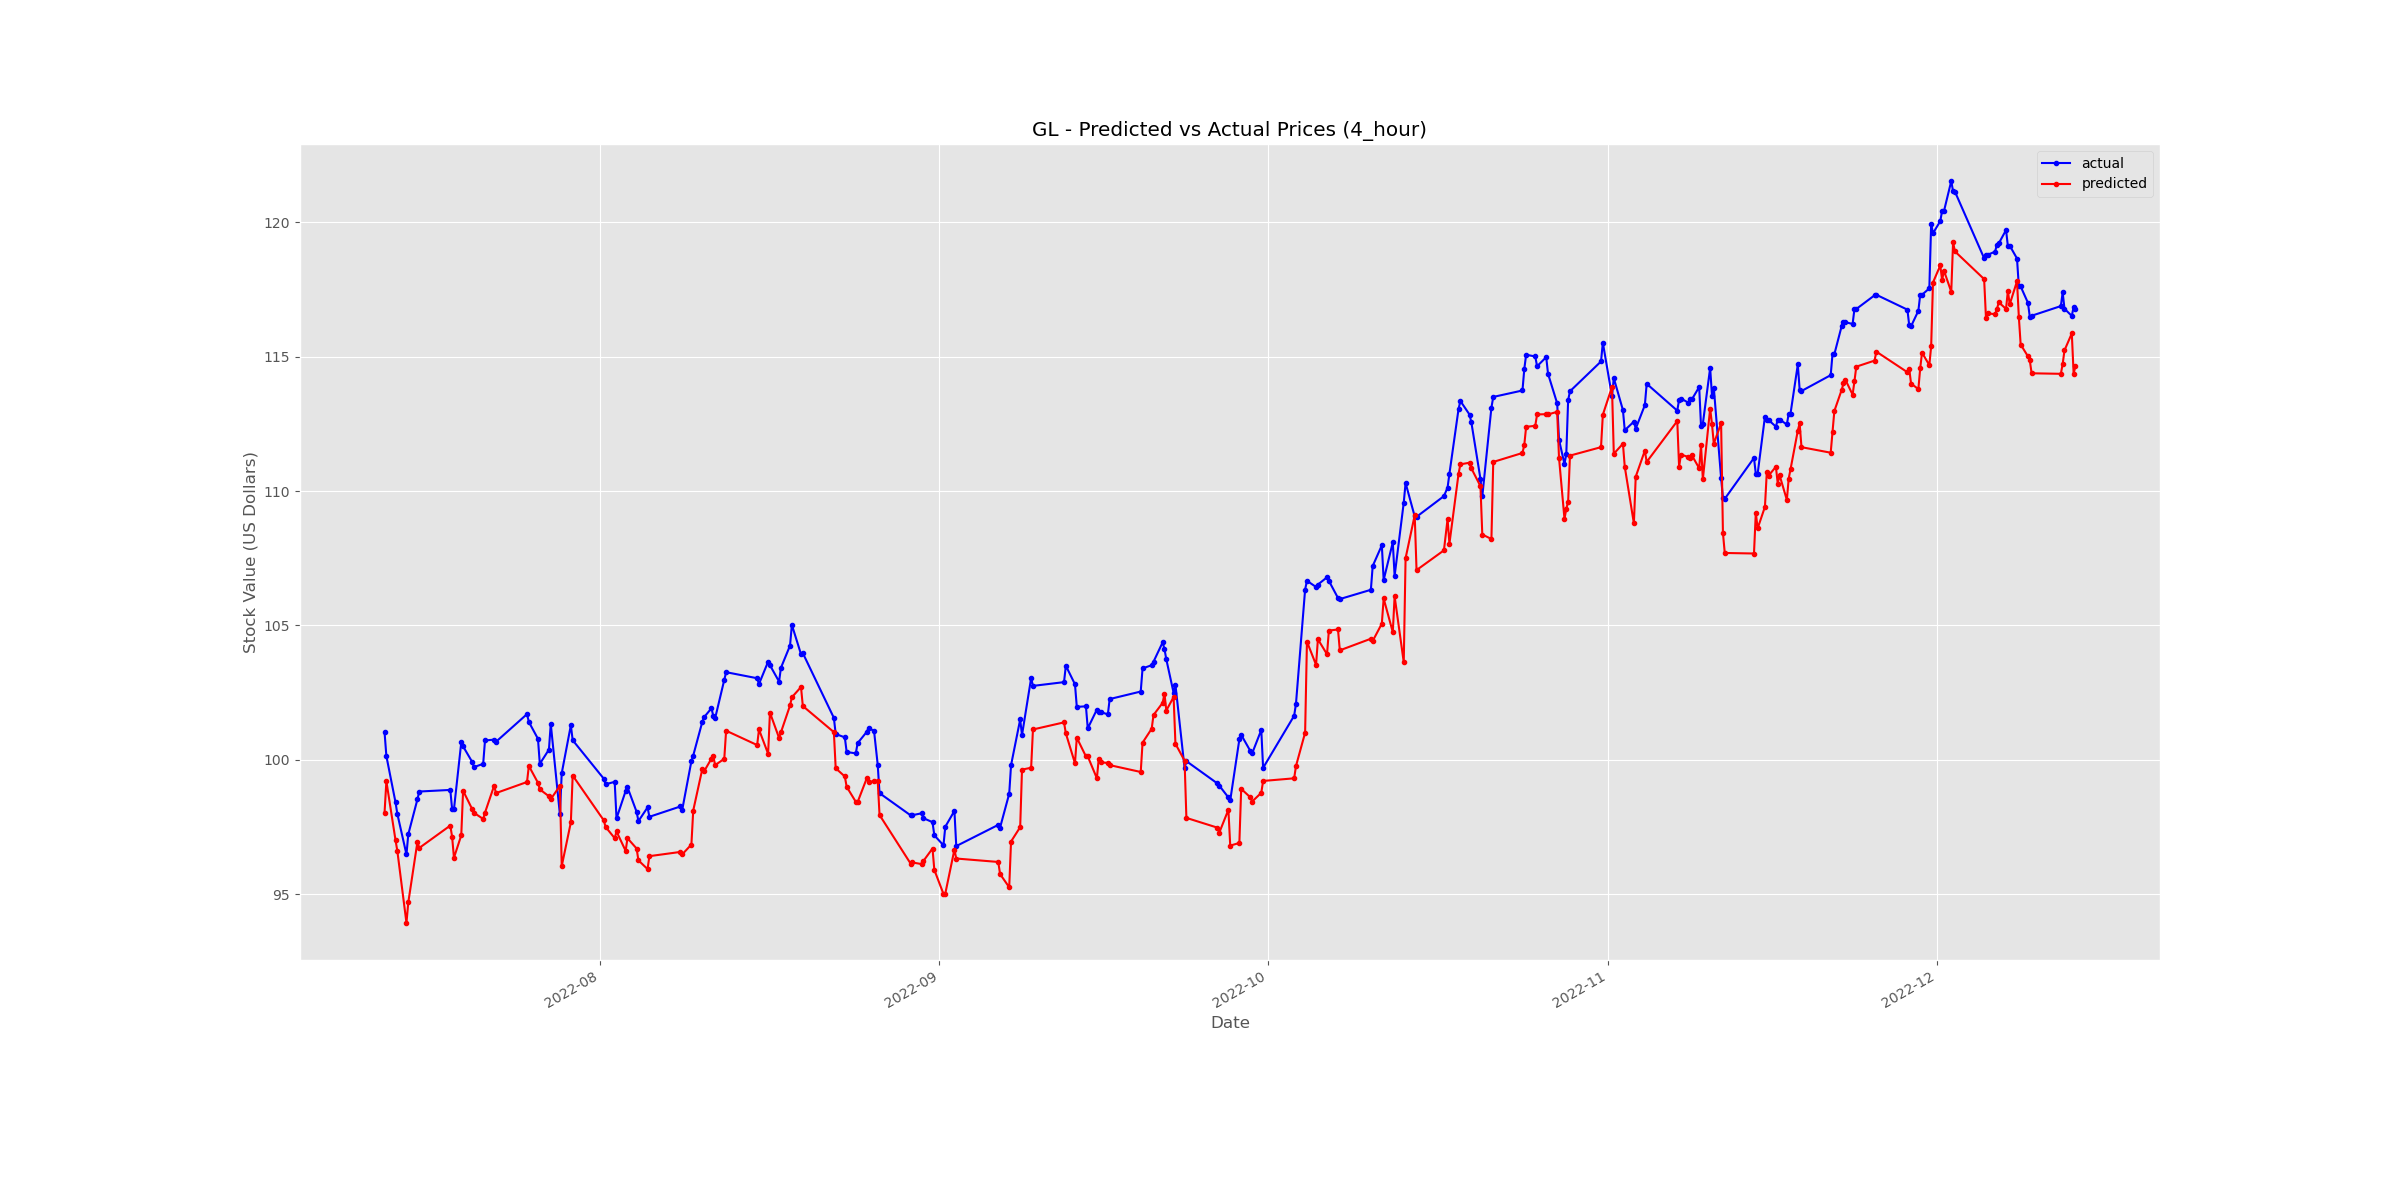 GL - Predicted vs Actual Prices (4_hour)
actual
predicted
120
115
110
105
100
95
Stock Value (US Dollars)
2022-08
2022-09
2022-10
2022-11
2022-12
Date